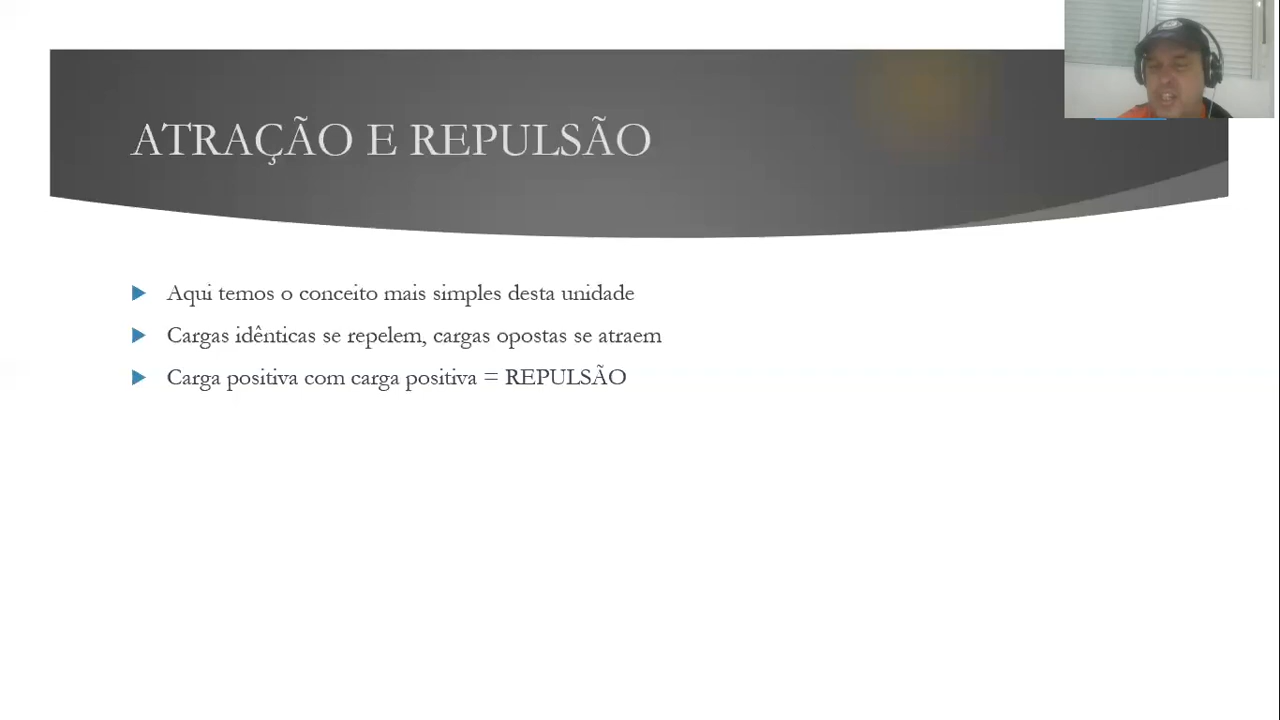 ATRAÇÃO E REPULSÃO
Aqui temos o conceito mais simples desta unidade
Cargas idênticas se repelem, cargas opostas se atraem
Carga positiva com carga positiva = REPULSÃO